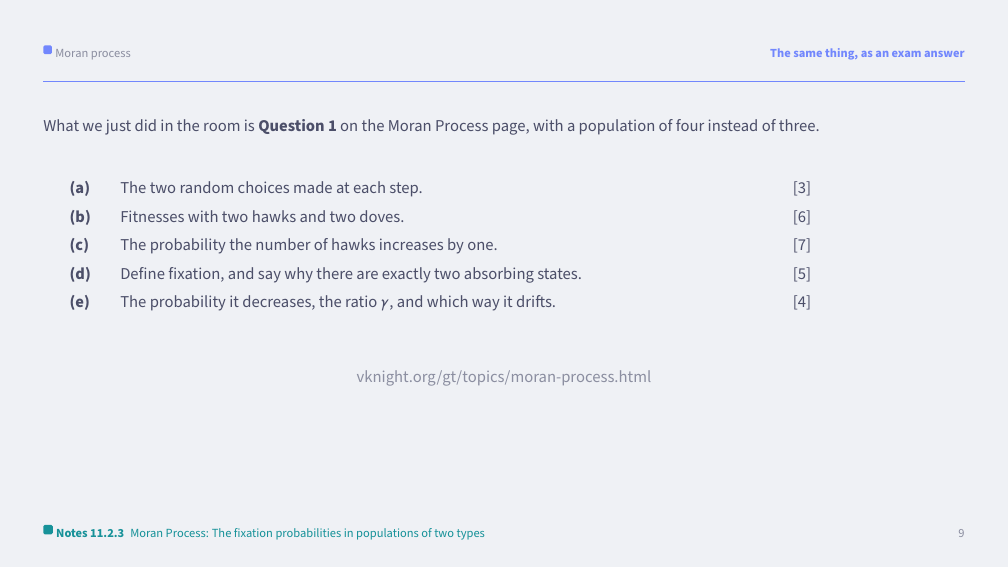 Moran process
The same thing, as an exam answer
What we just did in the room is Question 1 on the Moran Process page, with a population of four instead of three.
(a) The two random choices made at each step. [3]
(b) Fitnesses with two hawks and two doves. [6]
(c) The probability the number of hawks increases by one. [7]
(d) Define fixation, and say why there are exactly two absorbing states. [5]
(e) The probability it decreases, the ratio γ, and which way it drifts. [4]
vknight.org/gt/topics/moran-process.html
Notes 11.2.3 Moran Process: The fixation probabilities in populations of two types
9